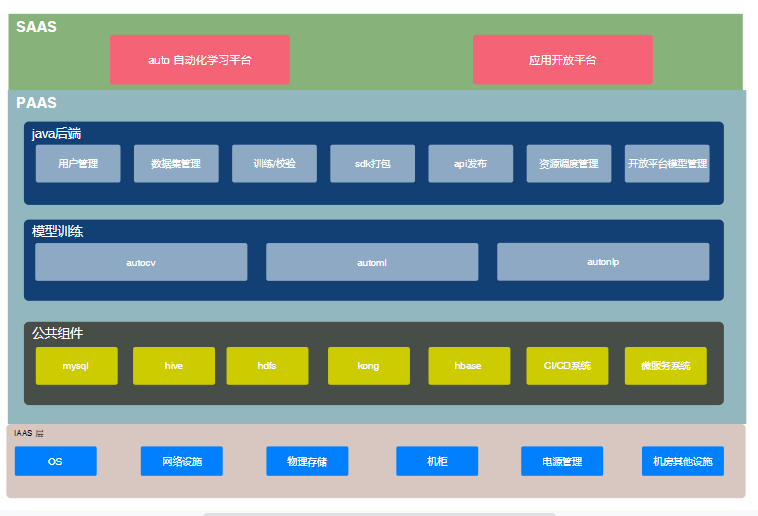 SAAS
auto 自动化学习平台
应用开放平台
PAAS
java后端
用户管理
数据集管理
训练/校验
sdk打包
api发布
资源调度管理
开放平台模型管理
模型训练
autocv
automl
autonlp
公共组件
mysql
hive
hdfs
kong
hbase
CI/CD系统
微服务系统
IAAS 层
OS
网络设施
物理存储
机柜
电源管理
机房其他设施